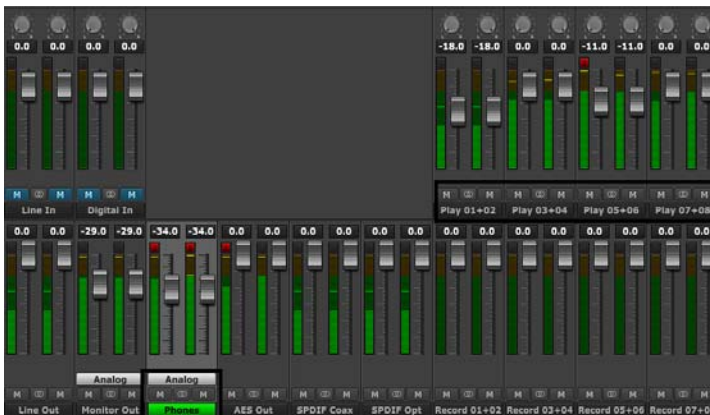 0.0 0.0 0.0 0.0 -18.0 -18.0 0.0 0.0 -11.0 -11.0 0.0 0.0
M M M M M M M M M M M M
Line In Digital In Play 01+02 Play 03+04 Play 05+06 Play 07+08
0.0 0.0 -29.0 -29.0 -34.0 -34.0 0.0 0.0 0.0 0.0 0.0 0.0 0.0 0.0 0.0 0.0 0.0 0.0 0.0 0.0
Analog Analog
M M M M M M M M M M M M M M M M M M M M
Line Out Monitor Out Phones AES Out SPDIF Coax SPDIF Opt Record 01+02 Record 03+04 Record 05+06 Record 07+0